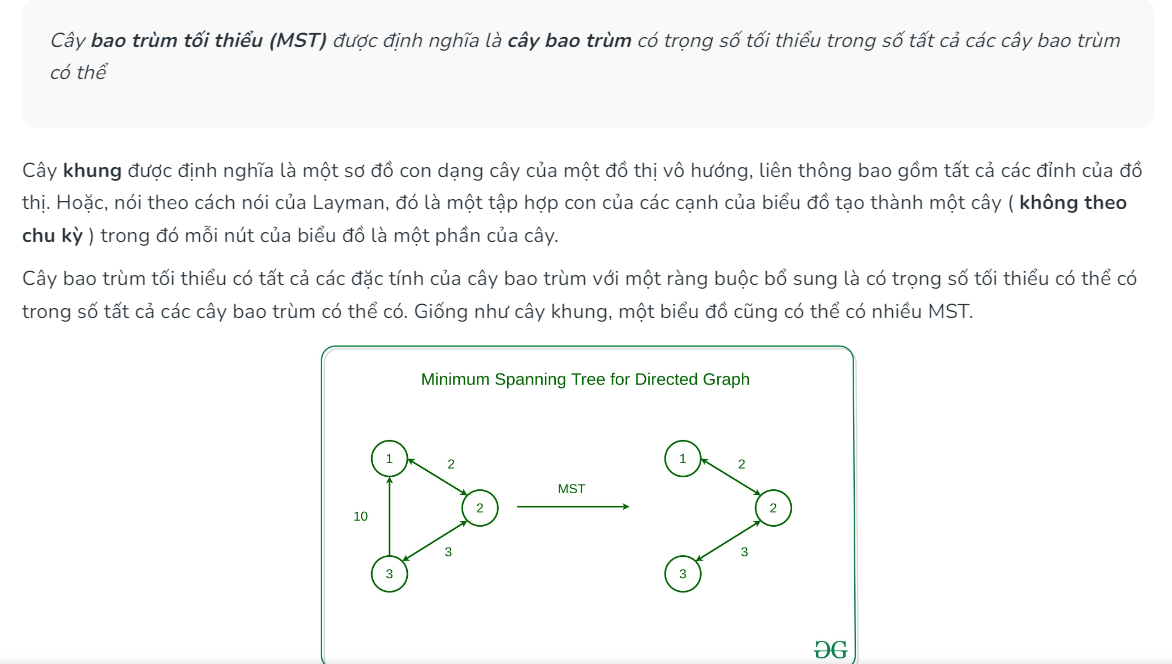 Cây bao trùm tối thiểu (MST) được định nghĩa là cây bao trùm có trọng số tối thiểu trong số tất cả các cây bao trùm
có thể
Cây khung được định nghĩa là một sơ đồ con dạng cây của một đồ thị vô hướng, liên thông bao gồm tất cả các đỉnh của đồ
thị. Hoặc, nói theo cách nói của Layman, đó là một tập hợp con của các cạnh của biểu đồ tạo thành một cây ( không theo
chu kỳ ) trong đó mỗi nút của biểu đồ là một phần của cây.
Cây bao trùm tối thiểu có tất cả các đặc tính của cây bao trùm với một ràng buộc bổ sung là có trọng số tối thiểu có thể có
trong số tất cả các cây bao trùm có thể có. Giống như cây khung, một biểu đồ cũng có thể có nhiều MST.
Minimum Spanning Tree for Directed Graph
1
2
2
10
3
3
MST
1
2
2
3
3